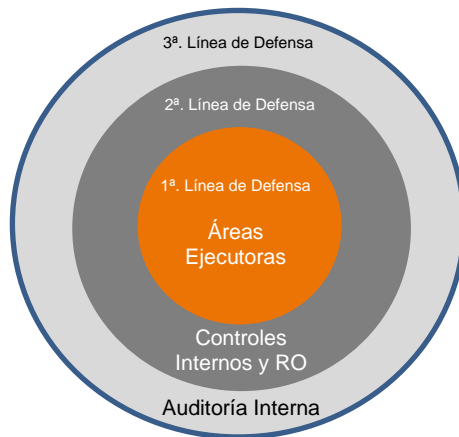 3ª. Línea de Defensa
2ª. Línea de Defensa
1ª. Línea de Defensa
Áreas
Ejecutoras
Controles
Internos y RO
Auditoría Interna